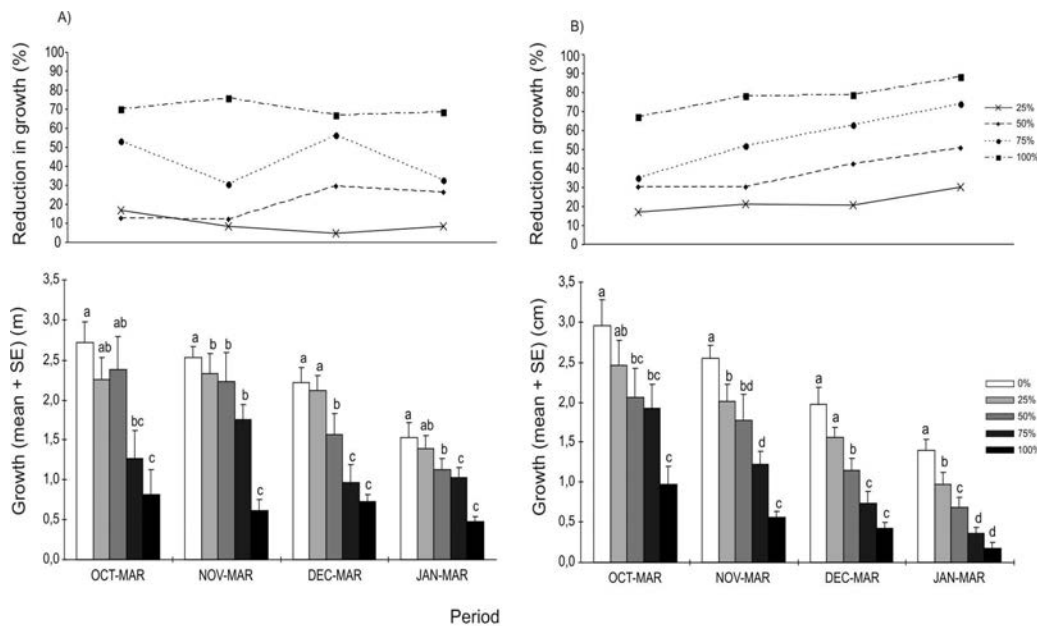 A)
Reduction in growth (%)
100
90
80
70
60
50
40
30
20
10
0
B)
Reduction in growth (%)
100
90
80
70
60
50
40
30
20
10
0
25%
50%
75%
100%
Growth (mean + SE) (m)
3,5
3,0
2,5
2,0
1,5
1,0
0,5
0,0
a ab ab bc c
a b b b c
a a b c c
a ab b b c
OCT-MAR NOV-MAR DEC-MAR JAN-MAR
Growth (mean + SE) (cm)
3,5
3,0
2,5
2,0
1,5
1,0
0,5
0,0
a ab bc bc c
a b bd d c
a a b c c
a b c d d
OCT-MAR NOV-MAR DEC-MAR JAN-MAR
0%
25%
50%
75%
100%
Period